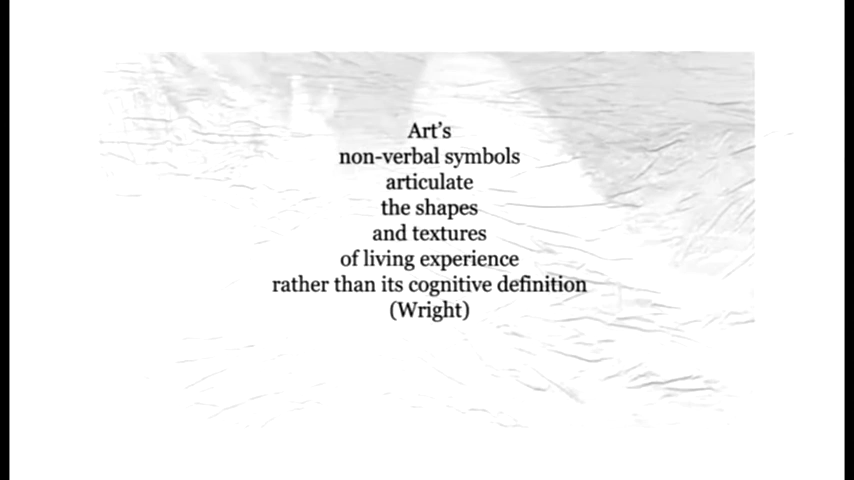 Art’s
non-verbal symbols
articulate
the shapes
and textures
of living experience
rather than its cognitive definition
(Wright)